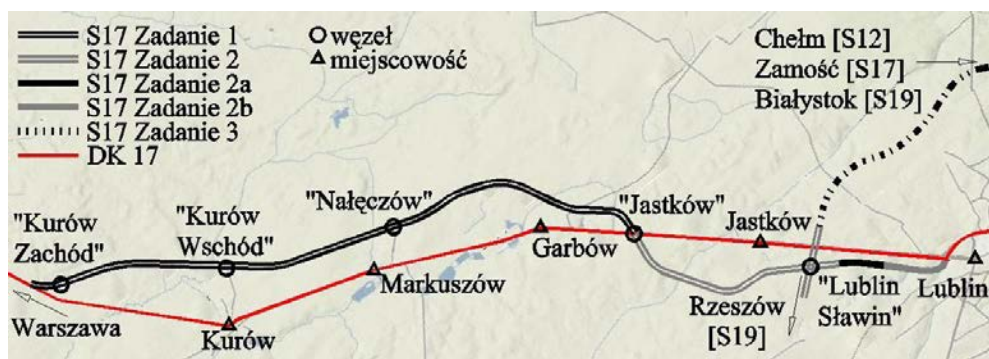 S17 Zadanie 1
S17 Zadanie 2
S17 Zadanie 2a
S17 Zadanie 2b
S17 Zadanie 3
DK 17
węzeł
miejscowość
Chełm [S12]
Zamość [S17]
Białystok [S19]
"Kurów
Zachód"
"Kurów
Wschód"
"Nałęczów"
"Jastków"
Jastków
Garbów
Markuszów
Warszawa
Kurów
Rzeszów
[S19]
"Lublin
Sławin"
Lublin